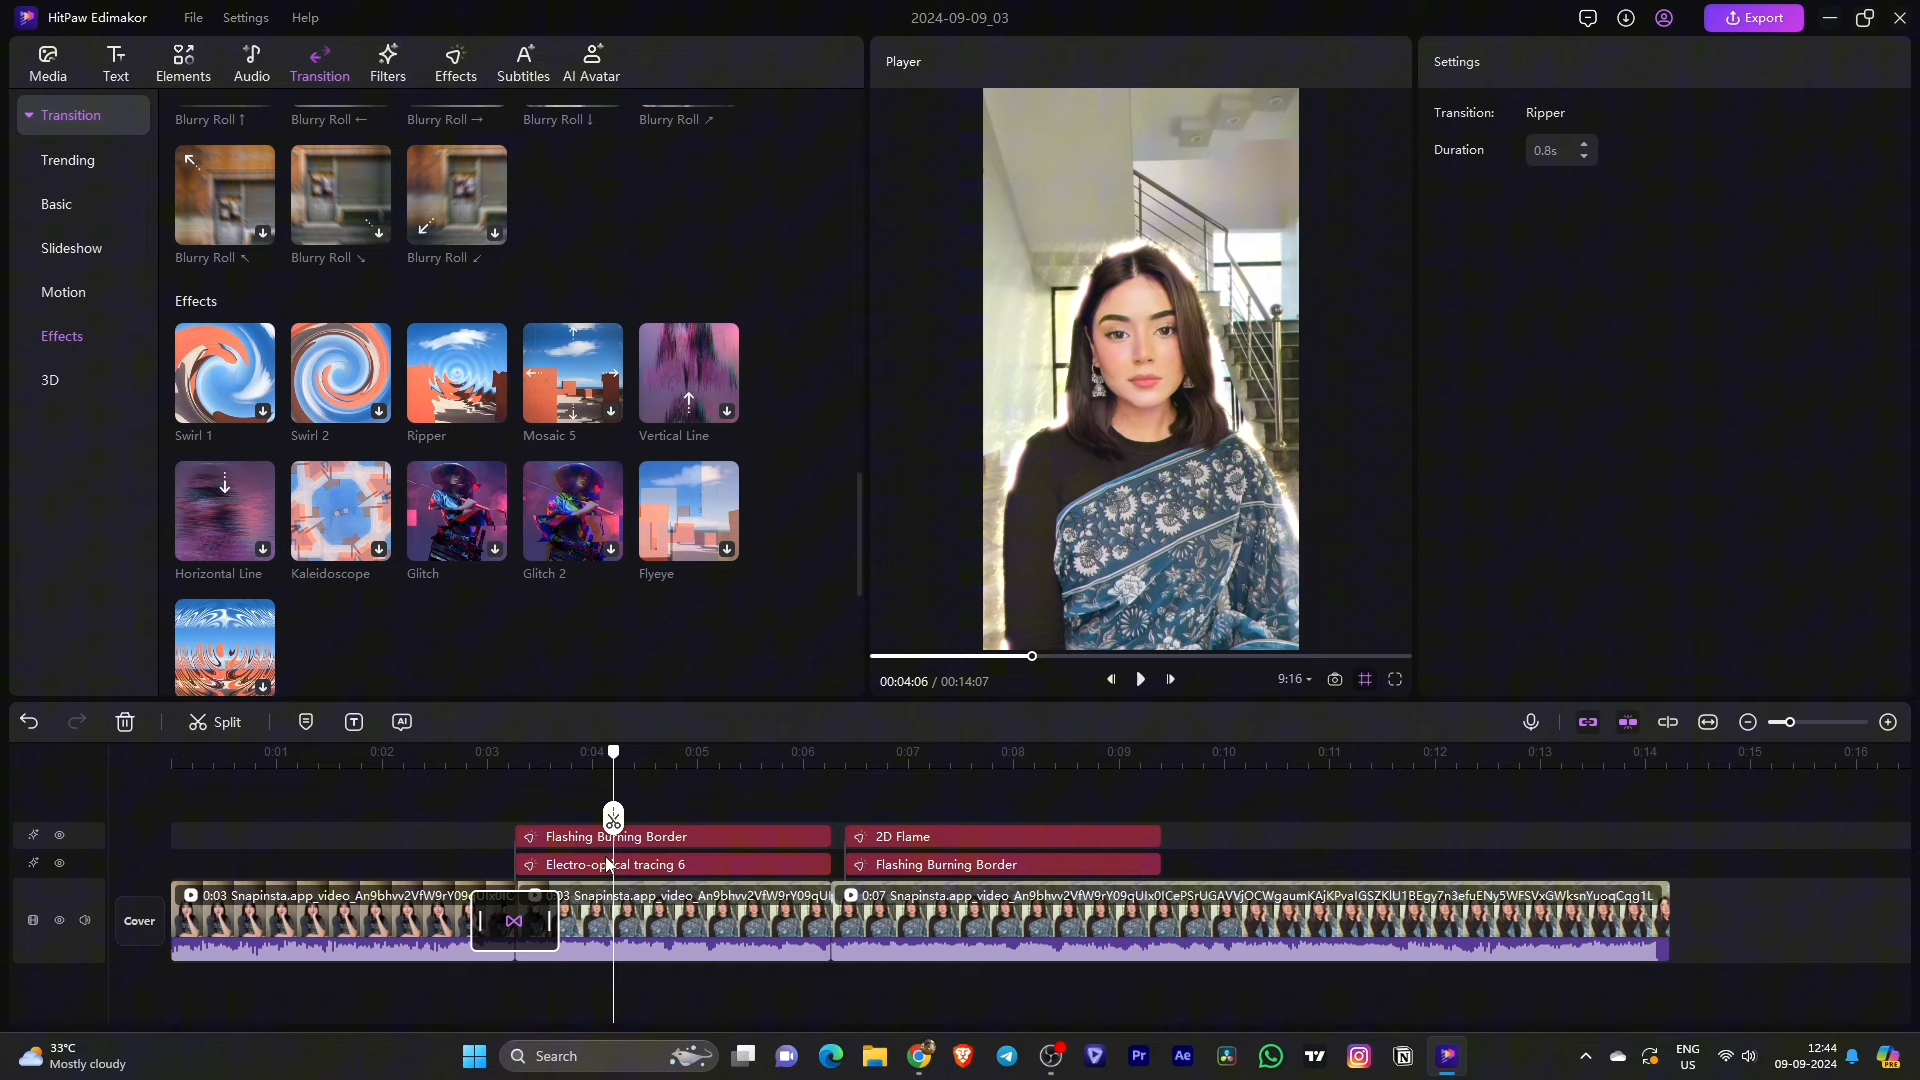 HitPaw Edimakor File Settings Help 2024-09-09_03 Export
Media Text Elements Audio Transition Filters Effects Subtitles AI Avatar
Player
Settings
Transition
Trending
Basic
Slideshow
Motion
Effects
3D
Blurry Roll ↑ Blurry Roll ← Blurry Roll → Blurry Roll ↓ Blurry Roll ↗
Blurry Roll ↖ Blurry Roll ↘ Blurry Roll ↙
Effects
Swirl 1 Swirl 2 Ripper Mosaic 5 Vertical Line
Horizontal Line Kaleidoscope Glitch Glitch 2 Flyeye
00:04:06 / 00:14:07 9:16
Transition: Ripper
Duration 0.8s
Split AI
0:01 0:02 0:03 0:04 0:05 0:06 0:07 0:08 0:09 0:10 0:11 0:12 0:13 0:14 0:15 0:16
Flashing Burning Border 2D Flame
Electro-optical tracing 6 Flashing Burning Border
Cover
0:03 Snapinsta.app_video_An9bhvv2VfW9rY09 :03 Snapinsta.app_video_An9bhvv2VfW9rY09qUI 0:07
33°C
Mostly cloudy
Search
Pr Ae
ENG
US
12:44
09-09-2024
PRE